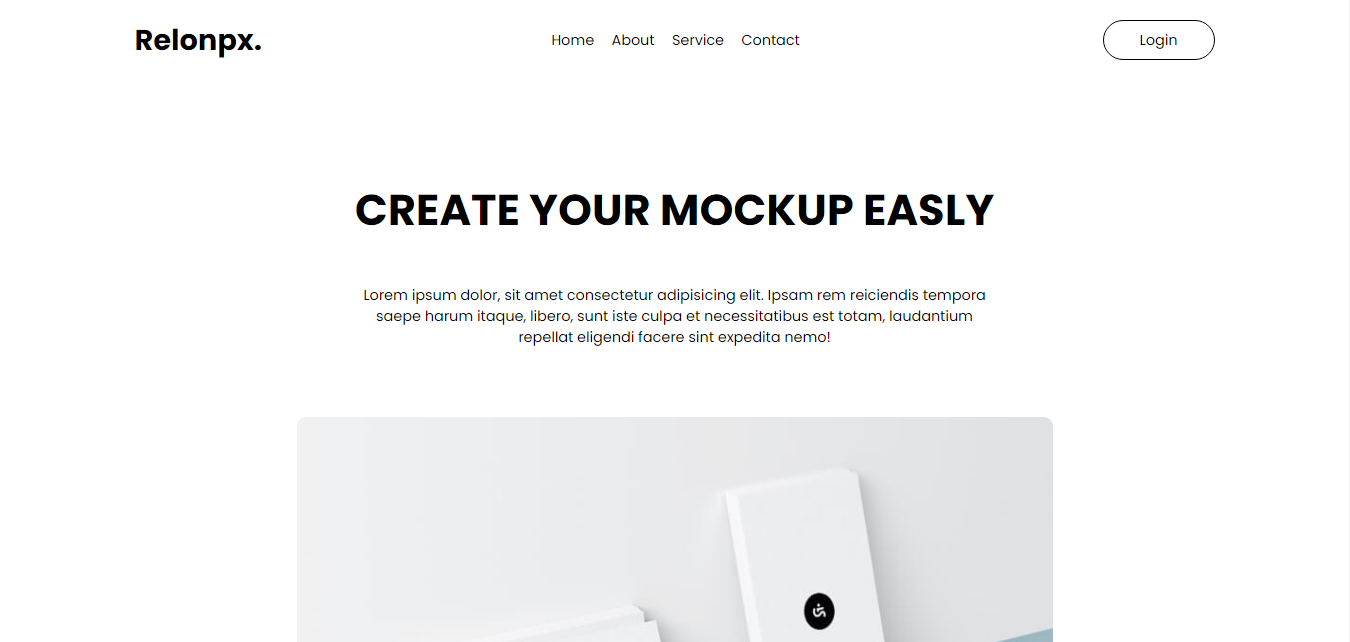 Relonpx.
Home About Service Contact
Login
CREATE YOUR MOCKUP EASLY
Lorem ipsum dolor, sit amet consectetur adipisicing elit. Ipsam rem reiciendis tempora
saepe harum itaque, libero, sunt iste culpa et necessitatibus est totam, laudantium
repellat eligendi facere sint expedita nemo!